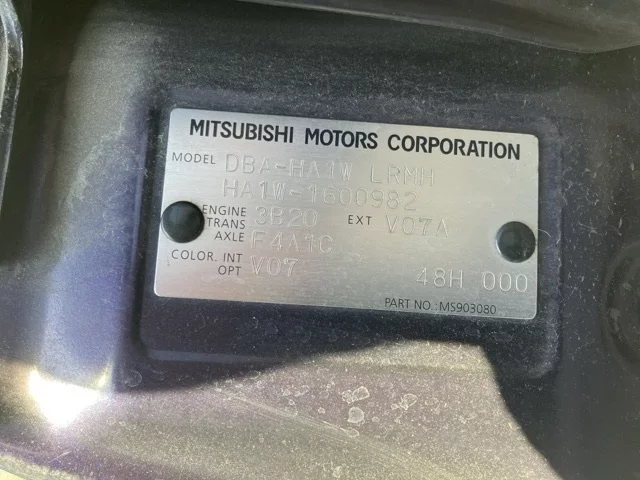 MITSUBISHI MOTORS CORPORATION
MODEL DBA-HA1W LRMH
HA1W-1600982
ENGINE 3B20 EXT V07A
TRANS
AXLE F4A1C
COLOR. INT V07
OPT 48H 000
PART NO.:MS903080